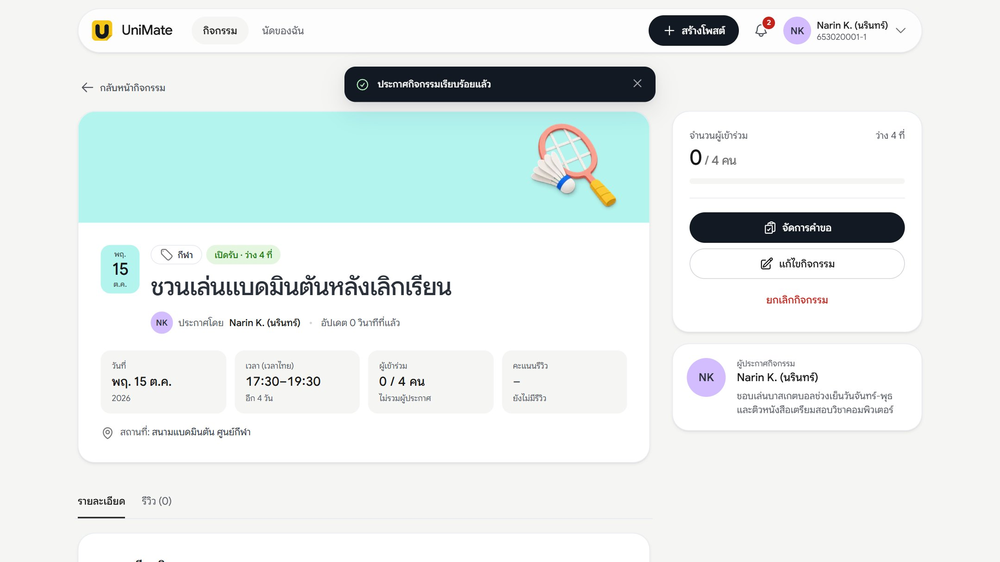 UniMate
กิจกรรม
นัดของฉัน
สร้างโพสต์
2
NK
Narin K. (นรินทร์)
653020001-1
กลับหน้ากิจกรรม
ประกาศกิจกรรมเรียบร้อยแล้ว
พฤ.
15
ต.ค.
กีฬา
เปิดรับ · ว่าง 4 ที่
ชวนเล่นแบดมินตันหลังเลิกเรียน
NK
ประกาศโดย Narin K. (นรินทร์) • อัปเดต 0 วินาทีที่แล้ว
วันที่
พฤ. 15 ต.ค.
2026
เวลา (เวลาไทย)
17:30–19:30
อีก 4 วัน
ผู้เข้าร่วม
0 / 4 คน
ไม่รวมผู้ประกาศ
คะแนนรีวิว
–
ยังไม่มีรีวิว
สถานที่: สนามแบดมินตัน ศูนย์กีฬา
จำนวนผู้เข้าร่วม
ว่าง 4 ที่
0 / 4 คน
จัดการคำขอ
แก้ไขกิจกรรม
ยกเลิกกิจกรรม
NK
ผู้ประกาศกิจกรรม
Narin K. (นรินทร์)
ชอบเล่นบาสเกตบอลช่วงเย็นวันจันทร์-พุธ
และติวหนังสือเตรียมสอบวิชาคอมพิวเตอร์
รายละเอียด
รีวิว (0)